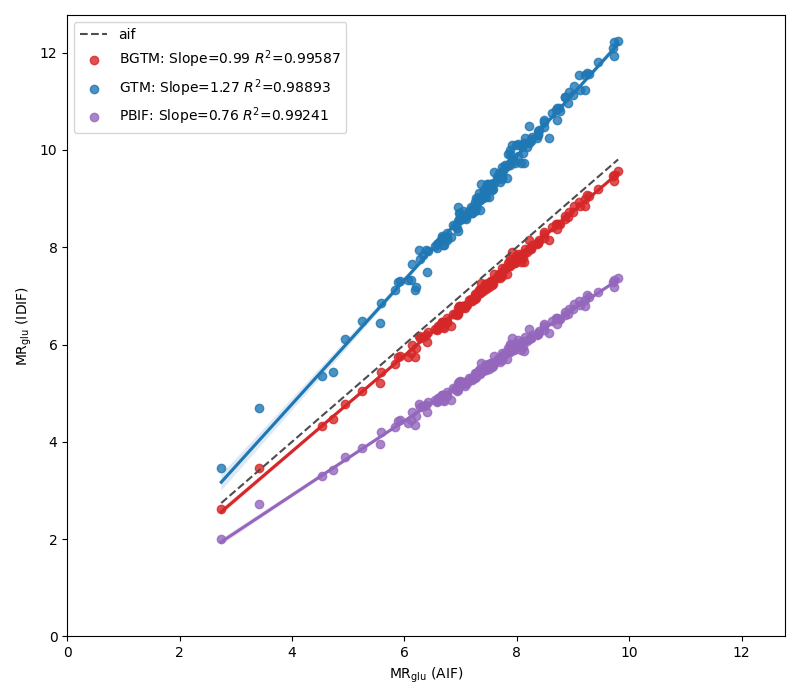 aif
BGTM: Slope=0.99 R²=0.99587
GTM: Slope=1.27 R²=0.98893
PBIF: Slope=0.76 R²=0.99241
12
10
8
6
4
2
0
MRglu (IDIF)
0 2 4 6 8 10 12
MRglu (AIF)